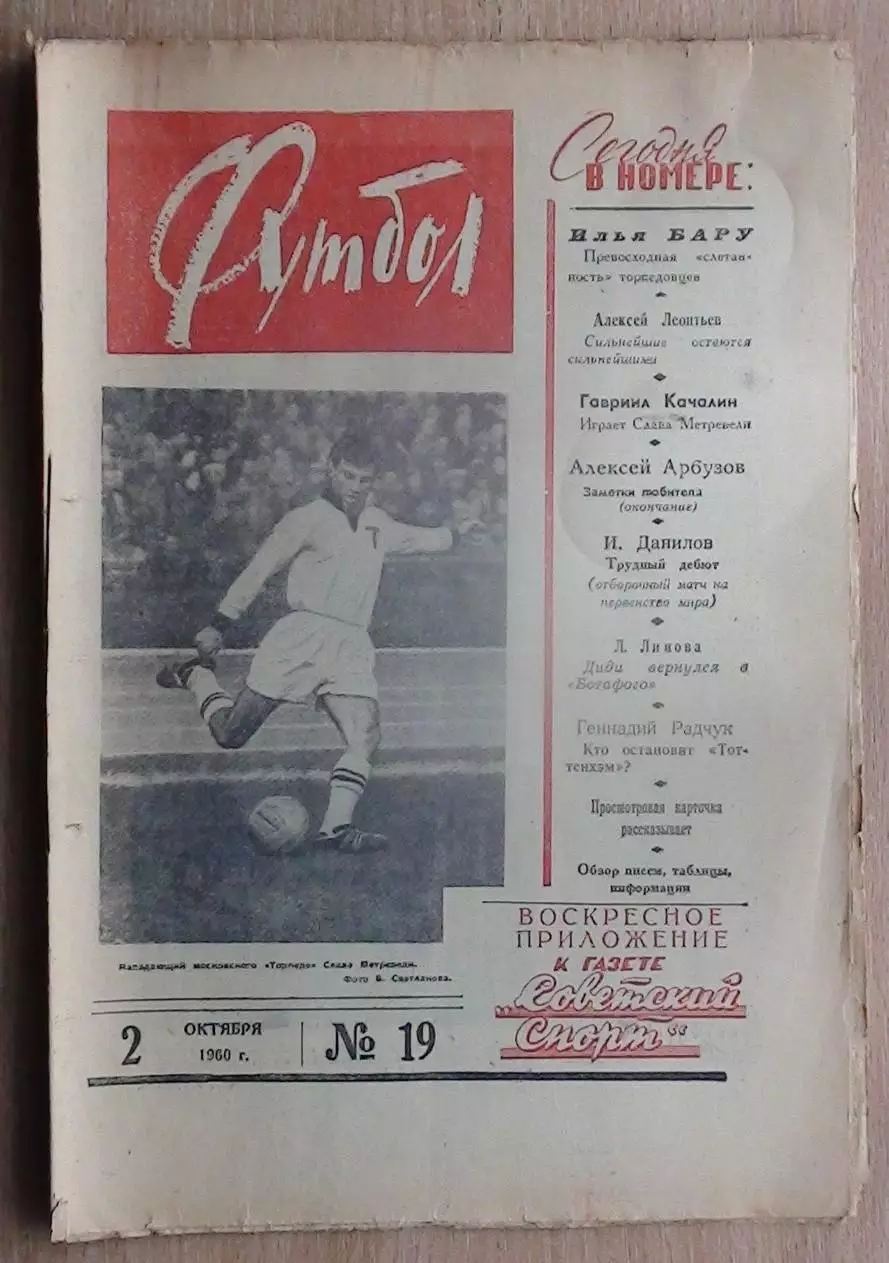 Футбол
Т
Нападающий московского «Торпедо» Слава Метревели.
Фото В. Светланова.
2 ОКТЯБРЯ
1960 г.
№ 19
Сегодня
В НОМЕРЕ:
Илья БАРУ
Превосходная «слетан-
ность» торпедовцев
Алексей Леонтьев
Сильнейшие остаются
сильнейшими
Гавриил Качалин
Играет Слава Метревели
Алексей Арбузов
Заметки любителя
(окончание)
И. Данилов
Трудный дебют
(отборочный матч на
первенство мира)
Л. Линова
Диди вернулся в
«Ботафого»
Геннадий Радчук
Кто остановит «Тот-
тенхэм»?
Просмотровая карточка
рассказывает
Обзор писем, таблицы,
информации
ВОСКРЕСНОЕ
ПРИЛОЖЕНИЕ
К ГАЗЕТЕ
„Советский
Спорт“